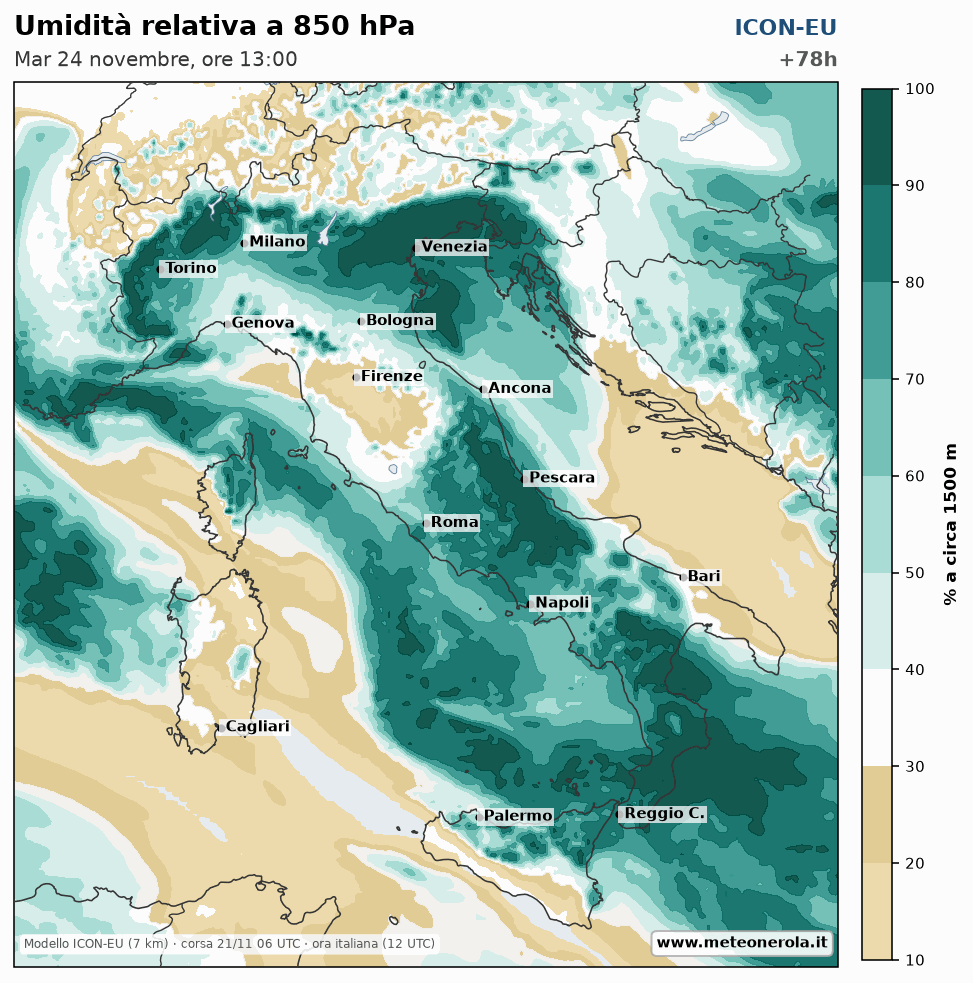 Umidità relativa a 850 hPa
ICON-EU
Mar 24 novembre, ore 13:00
+78h
Milano
Venezia
Torino
Genova
Bologna
Firenze
Ancona
Pescara
Roma
Bari
Napoli
Cagliari
Palermo
Reggio C.
Modello ICON-EU (7 km) · corsa 21/11 06 UTC · ora italiana (12 UTC)
www.meteonerola.it
100
90
80
70
60
50
40
30
20
10
% a circa 1500 m